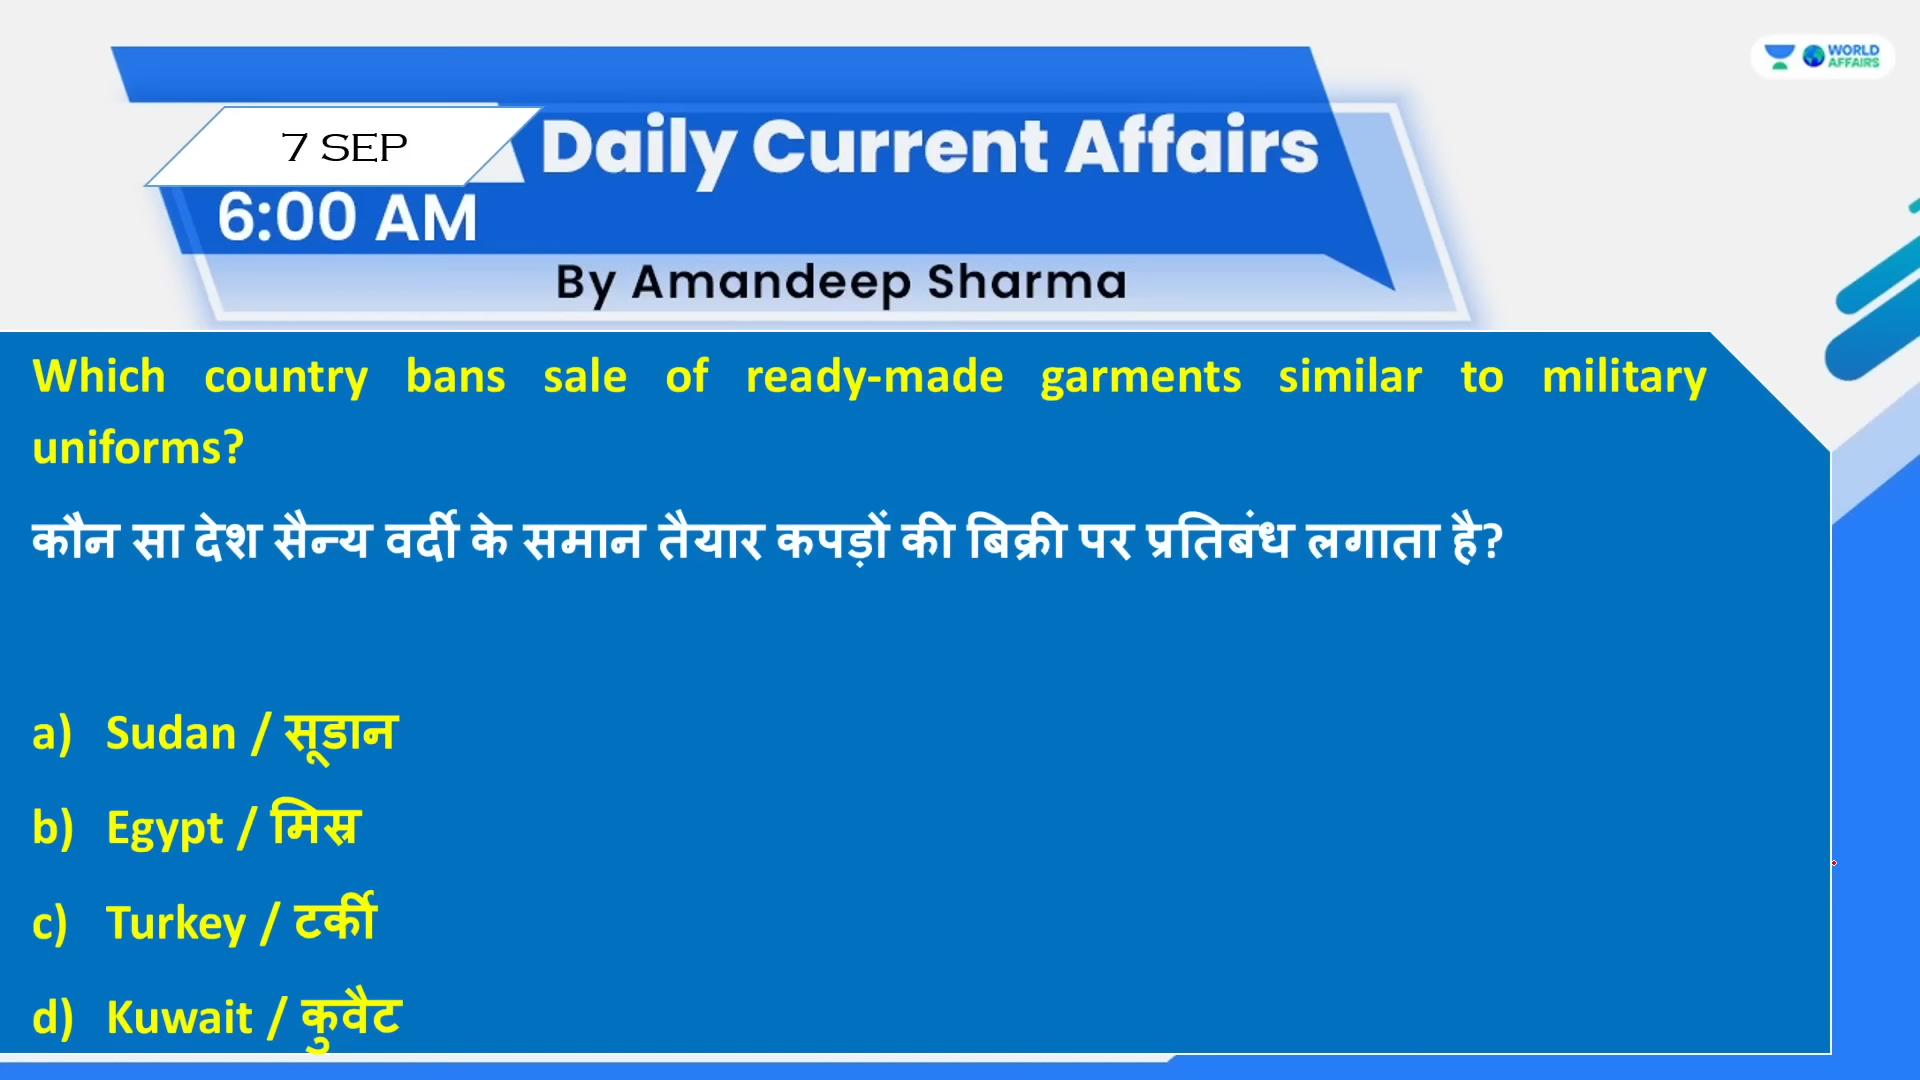 WORLD
AFFAIRS
7 SEP
Daily Current Affairs
6:00 AM
By Amandeep Sharma
Which country bans sale of ready-made garments similar to military
uniforms?
कौन सा देश सैन्य वर्दी के समान तैयार कपड़ों की बिक्री पर प्रतिबंध लगाता है?
a) Sudan / सूडान
b) Egypt / मिस्र
c) Turkey / टर्की
d) Kuwait / कुवैट